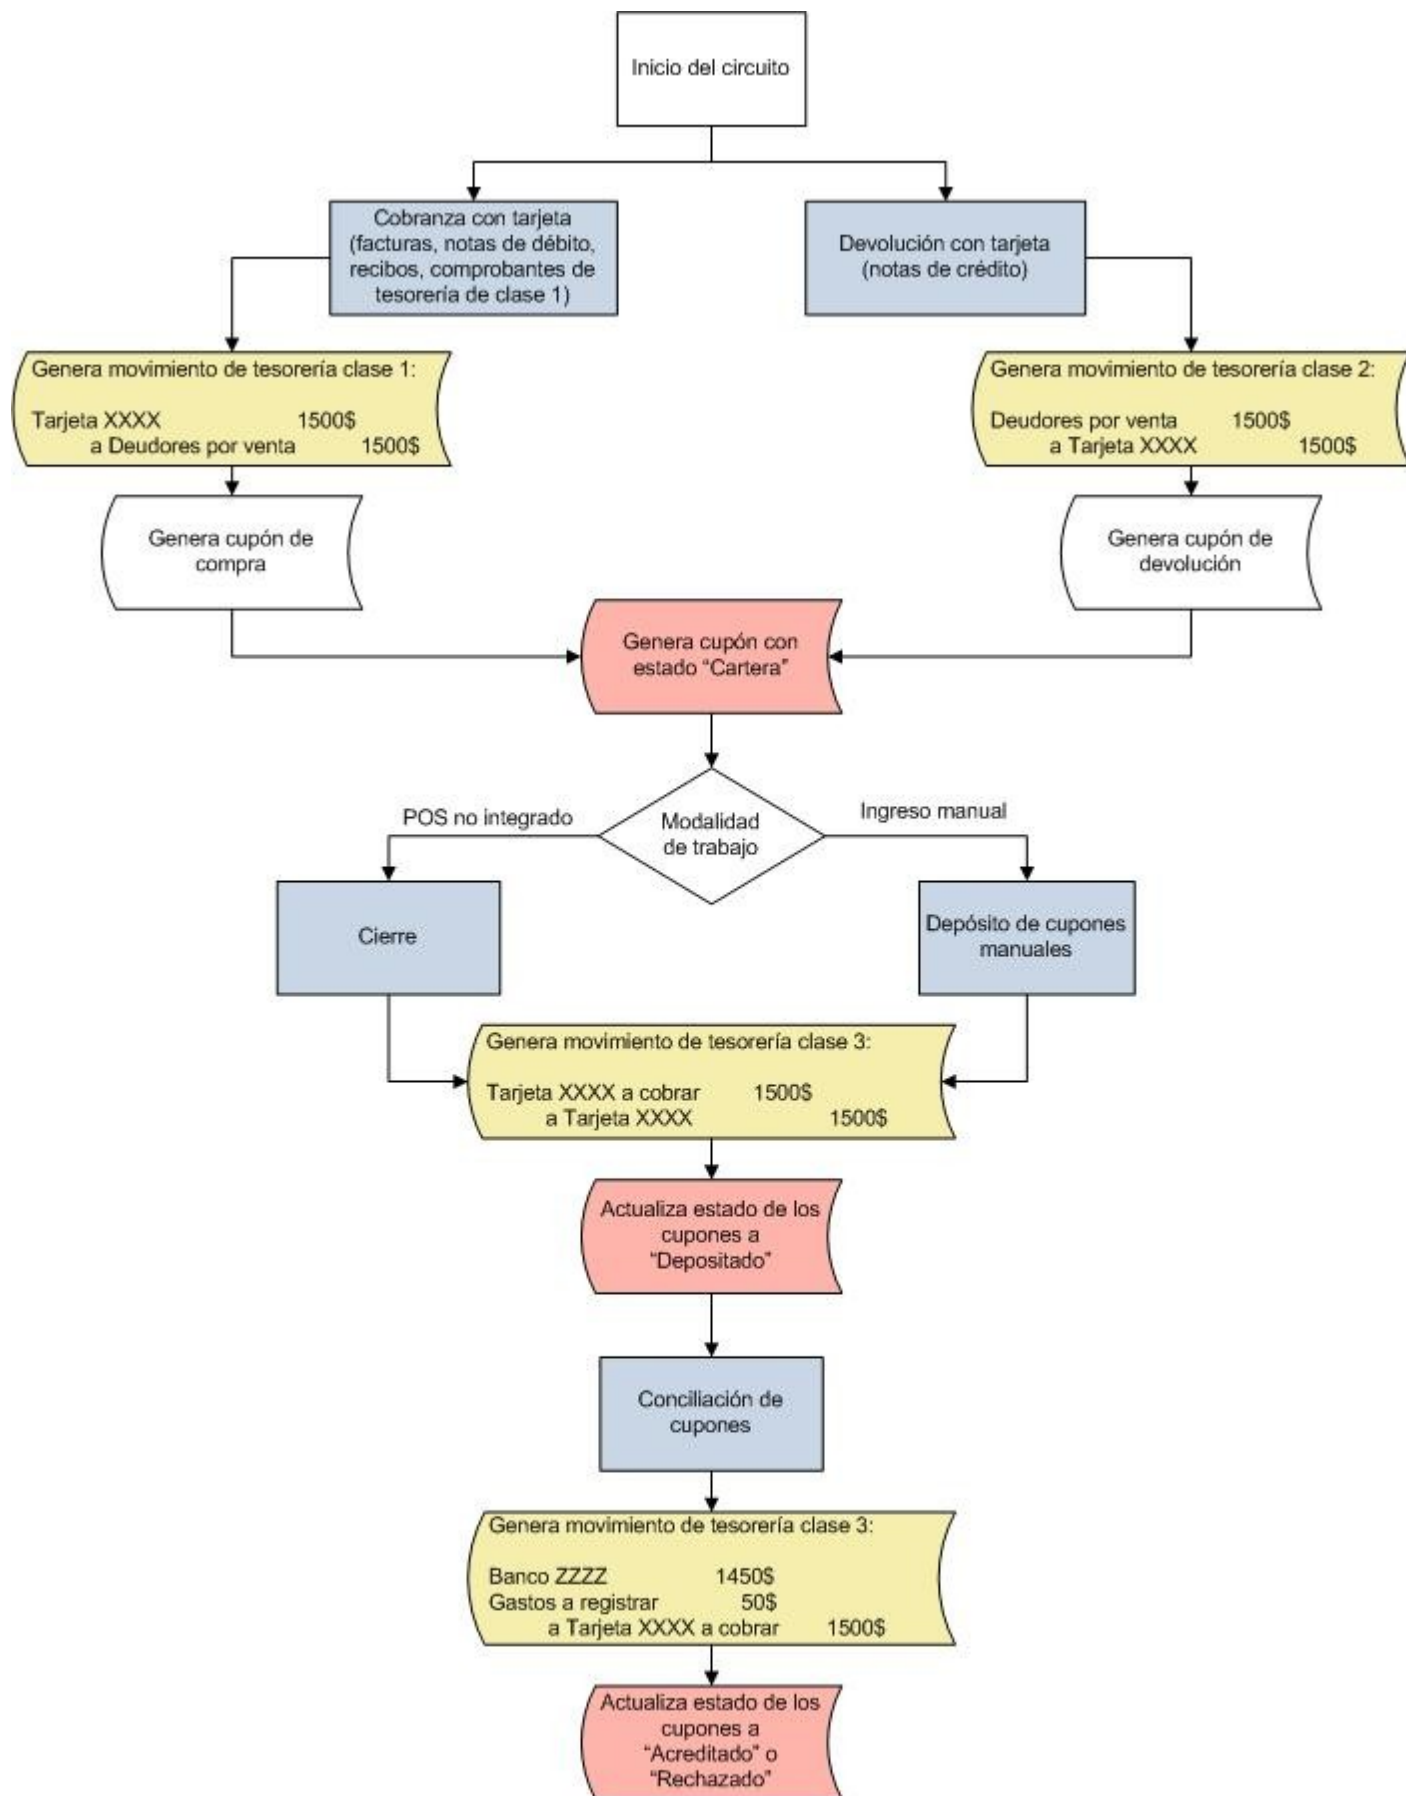 Inicio del circuito
Cobranza con tarjeta
(facturas, notas de débito,
recibos, comprobantes de
tesorería de clase 1)
Devolución con tarjeta
(notas de crédito)
Genera movimiento de tesorería clase 1:
Tarjeta XXXX 1500$
a Deudores por venta 1500$
Genera movimiento de tesorería clase 2:
Deudores por venta 1500$
a Tarjeta XXXX 1500$
Genera cupón de
compra
Genera cupón de
devolución
Genera cupón con
estado “Cartera”
Modalidad
de trabajo
POS no integrado
Ingreso manual
Cierre
Depósito de cupones
manuales
Genera movimiento de tesorería clase 3:
Tarjeta XXXX a cobrar 1500$
a Tarjeta XXXX 1500$
Actualiza estado de los
cupones a
“Depositado”
Conciliación de
cupones
Genera movimiento de tesorería clase 3:
Banco ZZZZ 1450$
Gastos a registrar 50$
a Tarjeta XXXX a cobrar 1500$
Actualiza estado de los
cupones a
“Acreditado” o
“Rechazado”